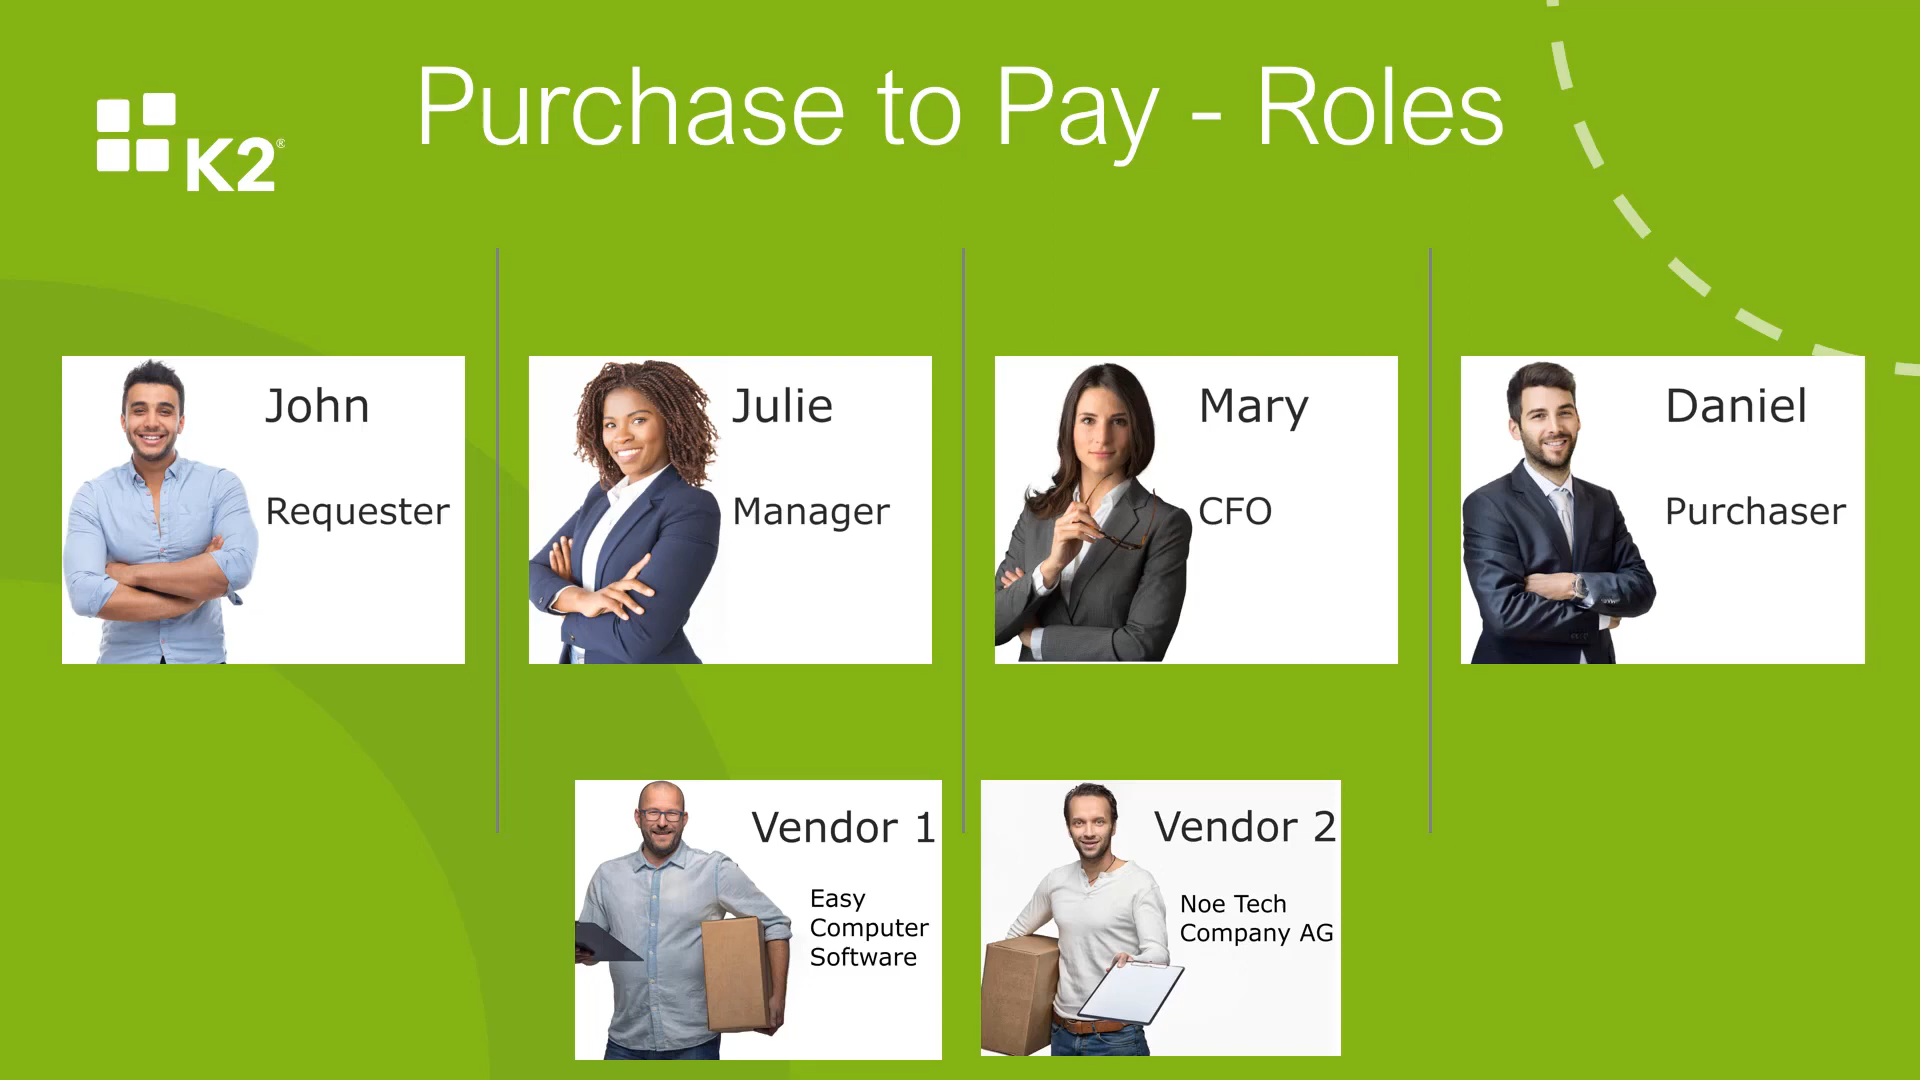 Purchase to Pay - Roles
K2®
John
Requester
Julie
Manager
Mary
CFO
Daniel
Purchaser
Vendor 1
Easy
Computer
Software
Vendor 2
Noe Tech
Company AG